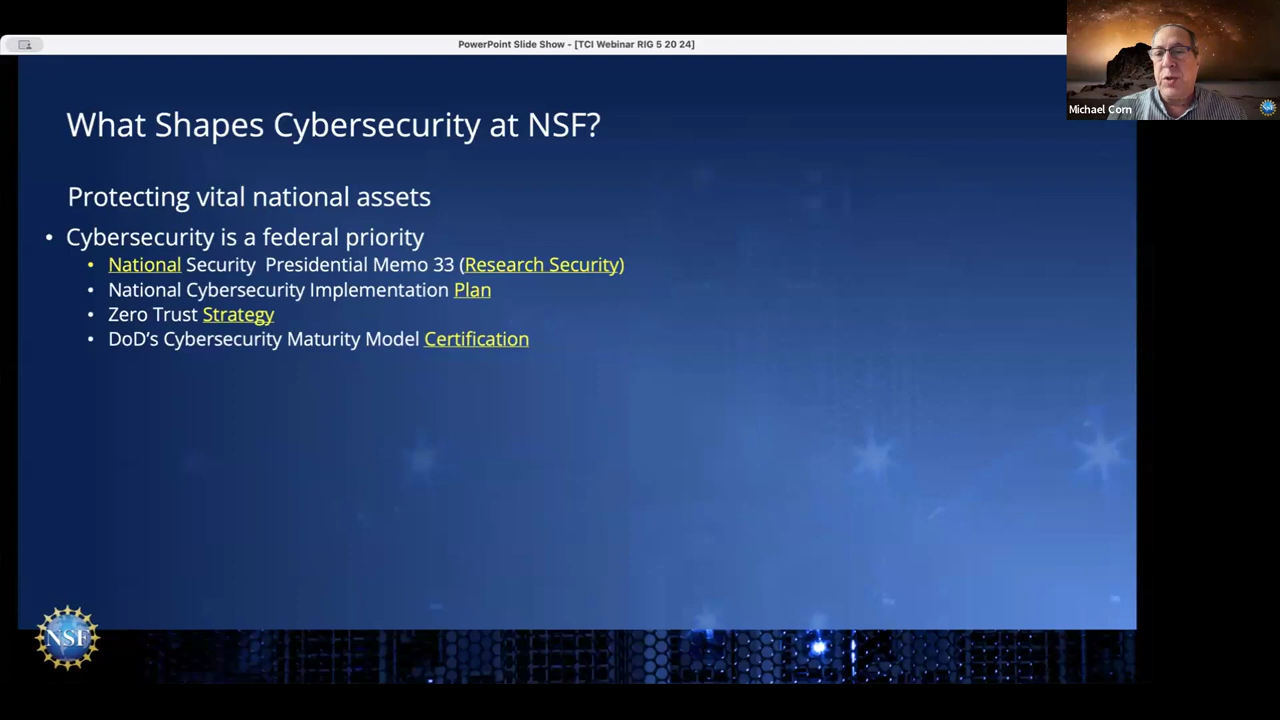 PowerPoint Slide Show - [TCI Webinar RIG 5 20 24]
Michael Corn
What Shapes Cybersecurity at NSF?
Protecting vital national assets
• Cybersecurity is a federal priority
• National Security Presidential Memo 33 (Research Security)
• National Cybersecurity Implementation Plan
• Zero Trust Strategy
• DoD's Cybersecurity Maturity Model Certification
NSF